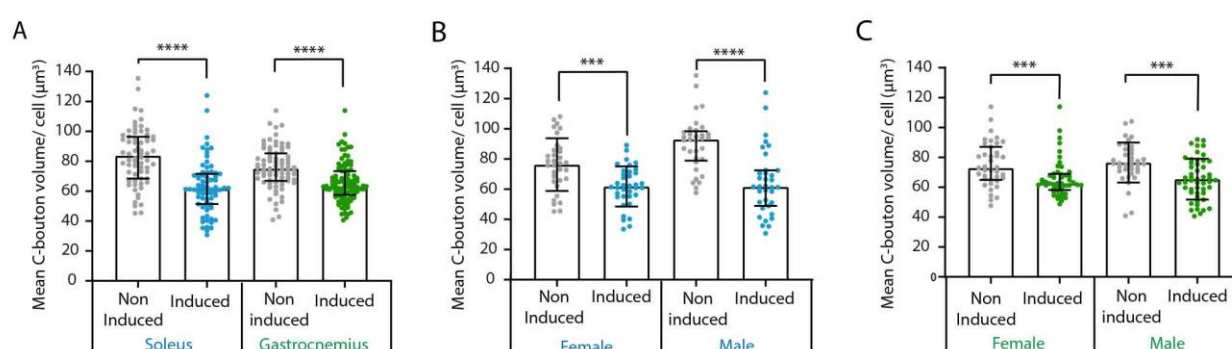 A
Mean C-bouton volume/ cell (µm³)
140
120
100
80
60
40
20
0
****
****
Non
Induced
Induced
Non
induced
Induced
Soleus
Gastrocnemius
B
Mean C-bouton volume/ cell (µm³)
140
120
100
80
60
40
20
0
***
****
Non
Induced
Induced
Non
induced
Induced
Female
Male
C
Mean C-bouton volume/ cell (µm³)
140
120
100
80
60
40
20
0
***
***
Non
Induced
Induced
Non
induced
Induced
Female
Male